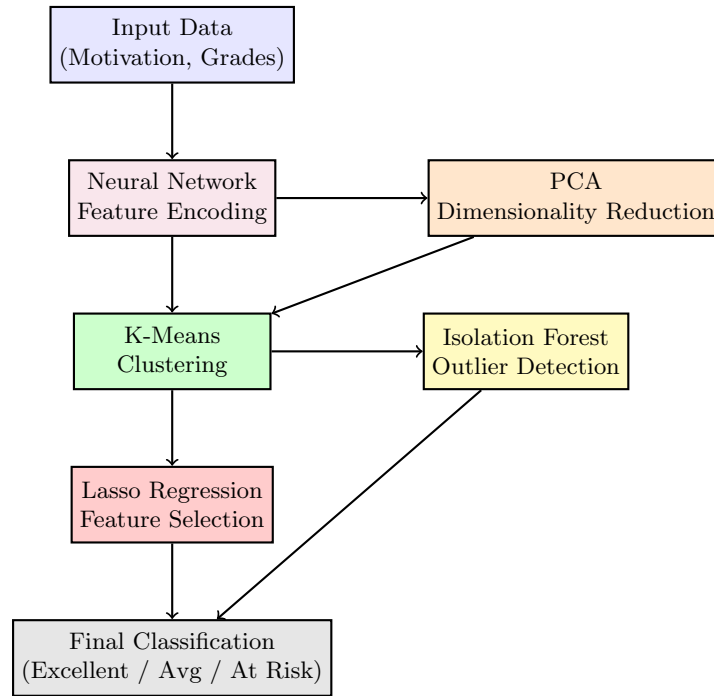 Input Data
(Motivation, Grades)
Neural Network
Feature Encoding
PCA
Dimensionality Reduction
K-Means
Clustering
Isolation Forest
Outlier Detection
Lasso Regression
Feature Selection
Final Classification
(Excellent / Avg / At Risk)